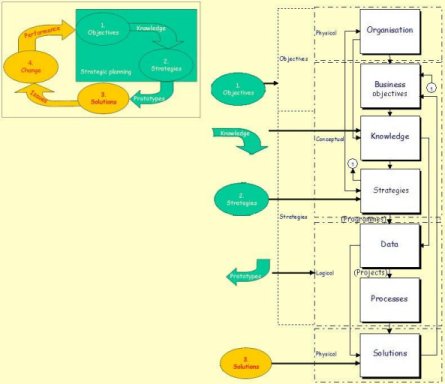 Performance
1.
Objectives
Knowledge
4.
Change
2.
Strategies
Strategic planning
Issues
3.
Solutions
Prototypes
Objectives
Physical
Organisation
1.
Objectives
Business
objectives
Knowledge
Conceptual
Knowledge
Strategies
2.
Strategies
Strategies
(Programmes)
Data
Prototypes
Logical
(Projects)
Processes
3.
Solutions
Physical
Solutions